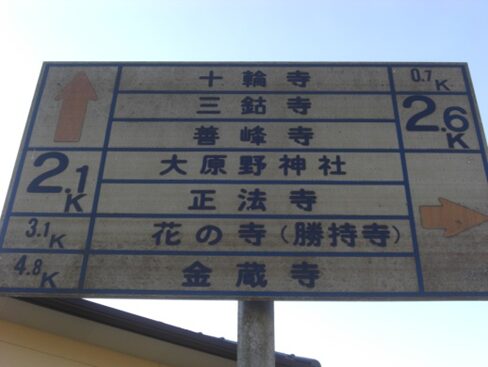 十輪寺 0.7K
三鈷寺 2.6K
善峰寺
2.1K 大原野神社
正法寺
3.1K 花の寺(勝持寺)
4.8K 金蔵寺